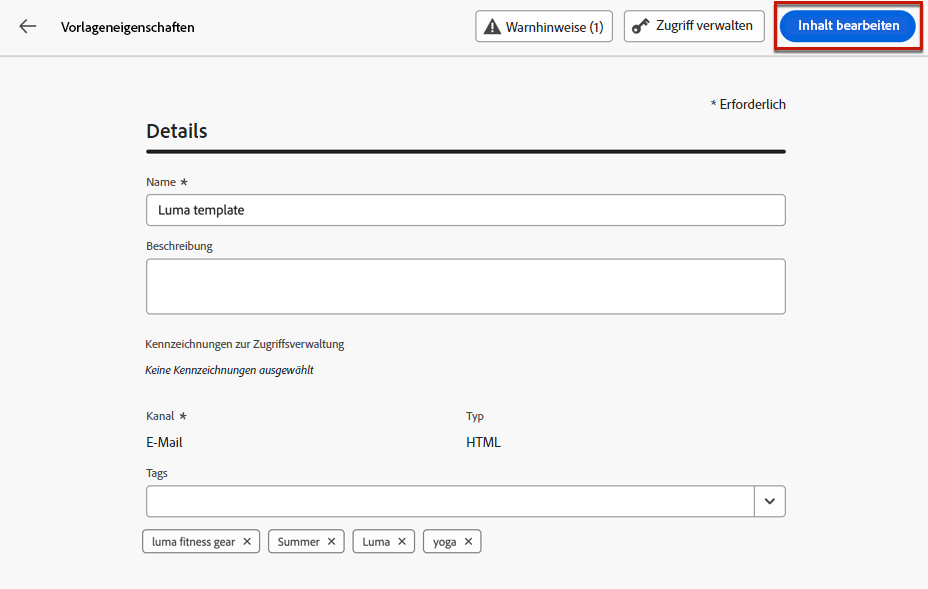 Vorlageneigenschaften
Warnhinweise (1)
Zugriff verwalten
Inhalt bearbeiten
* Erforderlich
Details
Name *
Luma template
Beschreibung
Kennzeichnungen zur Zugriffsverwaltung
Keine Kennzeichnungen ausgewählt
Kanal * Typ
E-Mail HTML
Tags
luma fitness gear × Summer × Luma × yoga ×